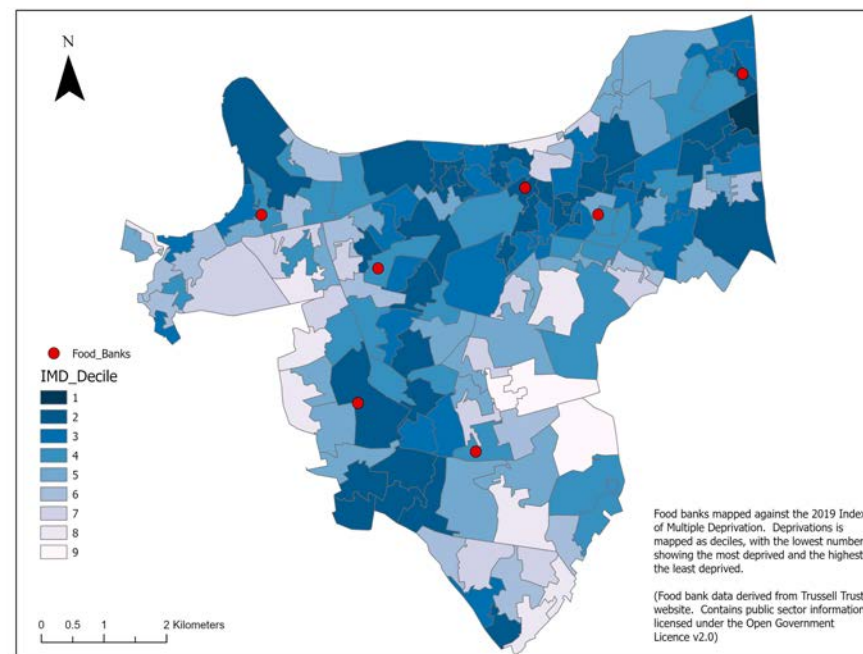 N
Food_Banks
IMD_Decile
1
2
3
4
5
6
7
8
9
0 0.5 1 2 Kilometers
Food banks mapped against the 2019 Index
of Multiple Deprivation. Deprivations is
mapped as deciles, with the lowest number
showing the most deprived and the highest
the least deprived.
(Food bank data derived from Trussell Trust
website. Contains public sector information
licensed under the Open Government
Licence v2.0)